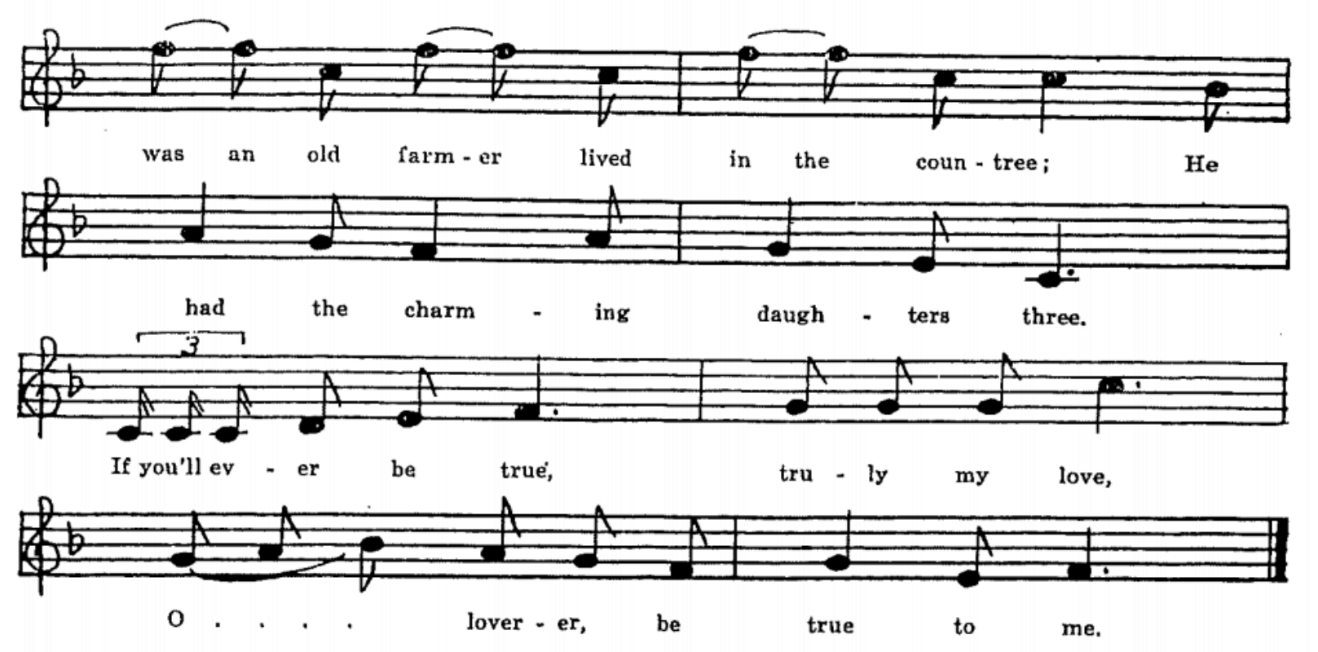 was an old farm - er lived in the coun - tree; He
had the charm - ing daugh - ters three.
3
If you'll ev - er be true, tru - ly my love,
O . . . . lover - er, be true to me.